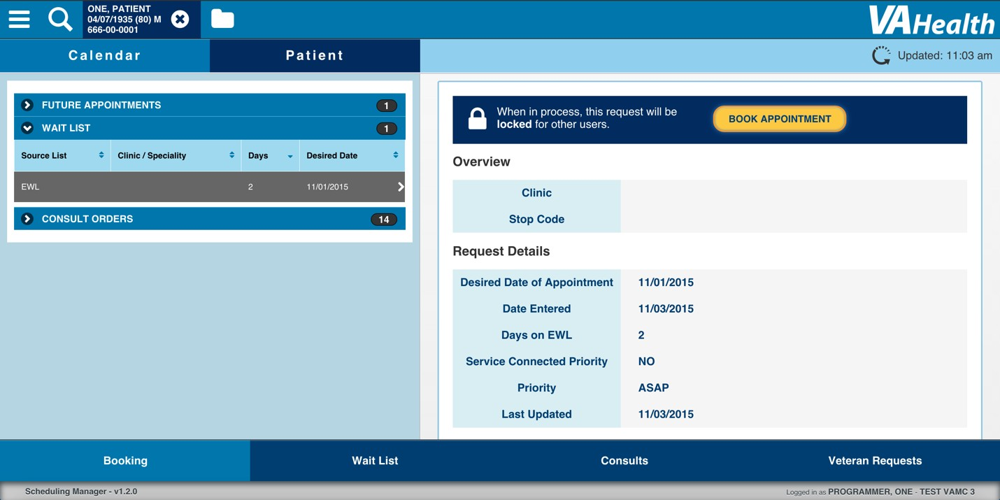 ONE, PATIENT
04/07/1935 (80) M
666-00-0001
VA Health
Calendar
Patient
Updated: 11:03 am
FUTURE APPOINTMENTS 1
WAIT LIST 1
Source List Clinic / Speciality Days Desired Date
EWL 2 11/01/2015
CONSULT ORDERS 14
When in process, this request will be
locked for other users.
BOOK APPOINTMENT
Overview
Clinic
Stop Code
Request Details
Desired Date of Appointment 11/01/2015
Date Entered 11/03/2015
Days on EWL 2
Service Connected Priority NO
Priority ASAP
Last Updated 11/03/2015
Booking Wait List Consults Veteran Requests
Scheduling Manager - v1.2.0
Logged in as PROGRAMMER, ONE - TEST VAMC 3